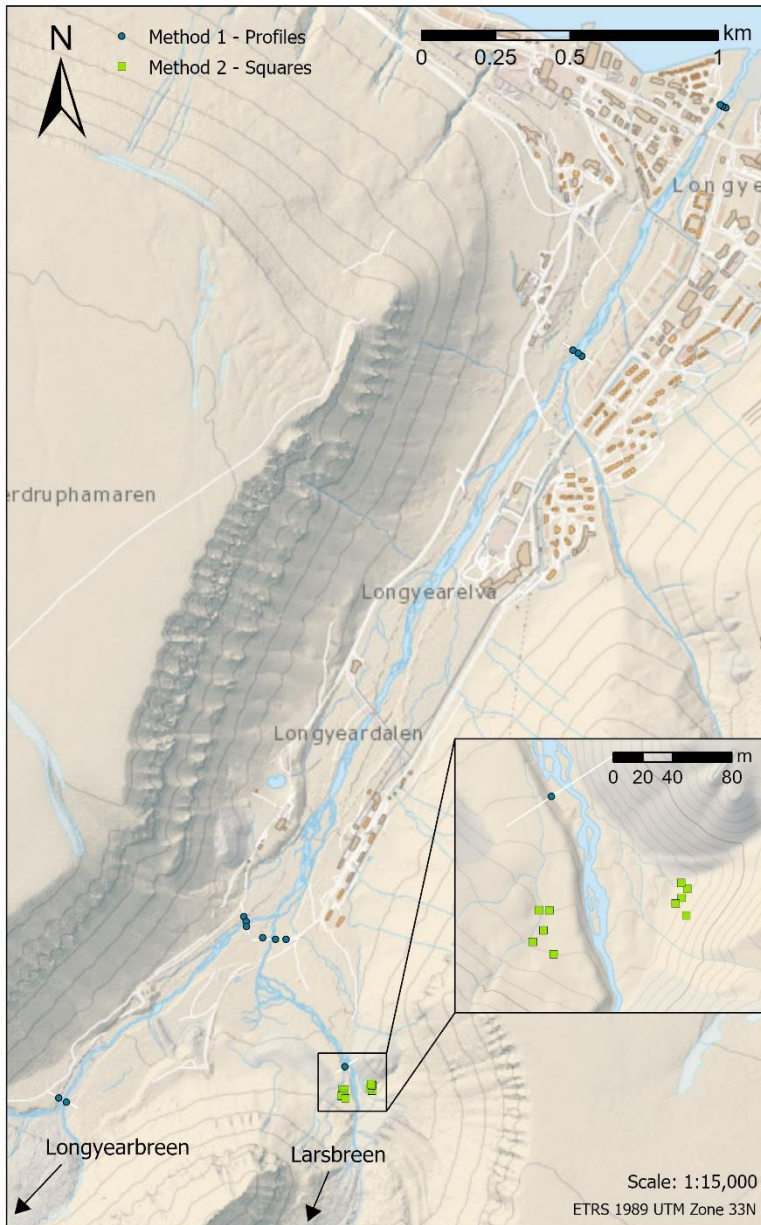 N
Method 1 - Profiles
Method 2 - Squares
km
0 0.25 0.5 1
Longye
erdruphamaren
Longyearelva
Longyeardalen
m
0 20 40 80
Longyearbreen
Larsbreen
Scale: 1:15,000
ETRS 1989 UTM Zone 33N